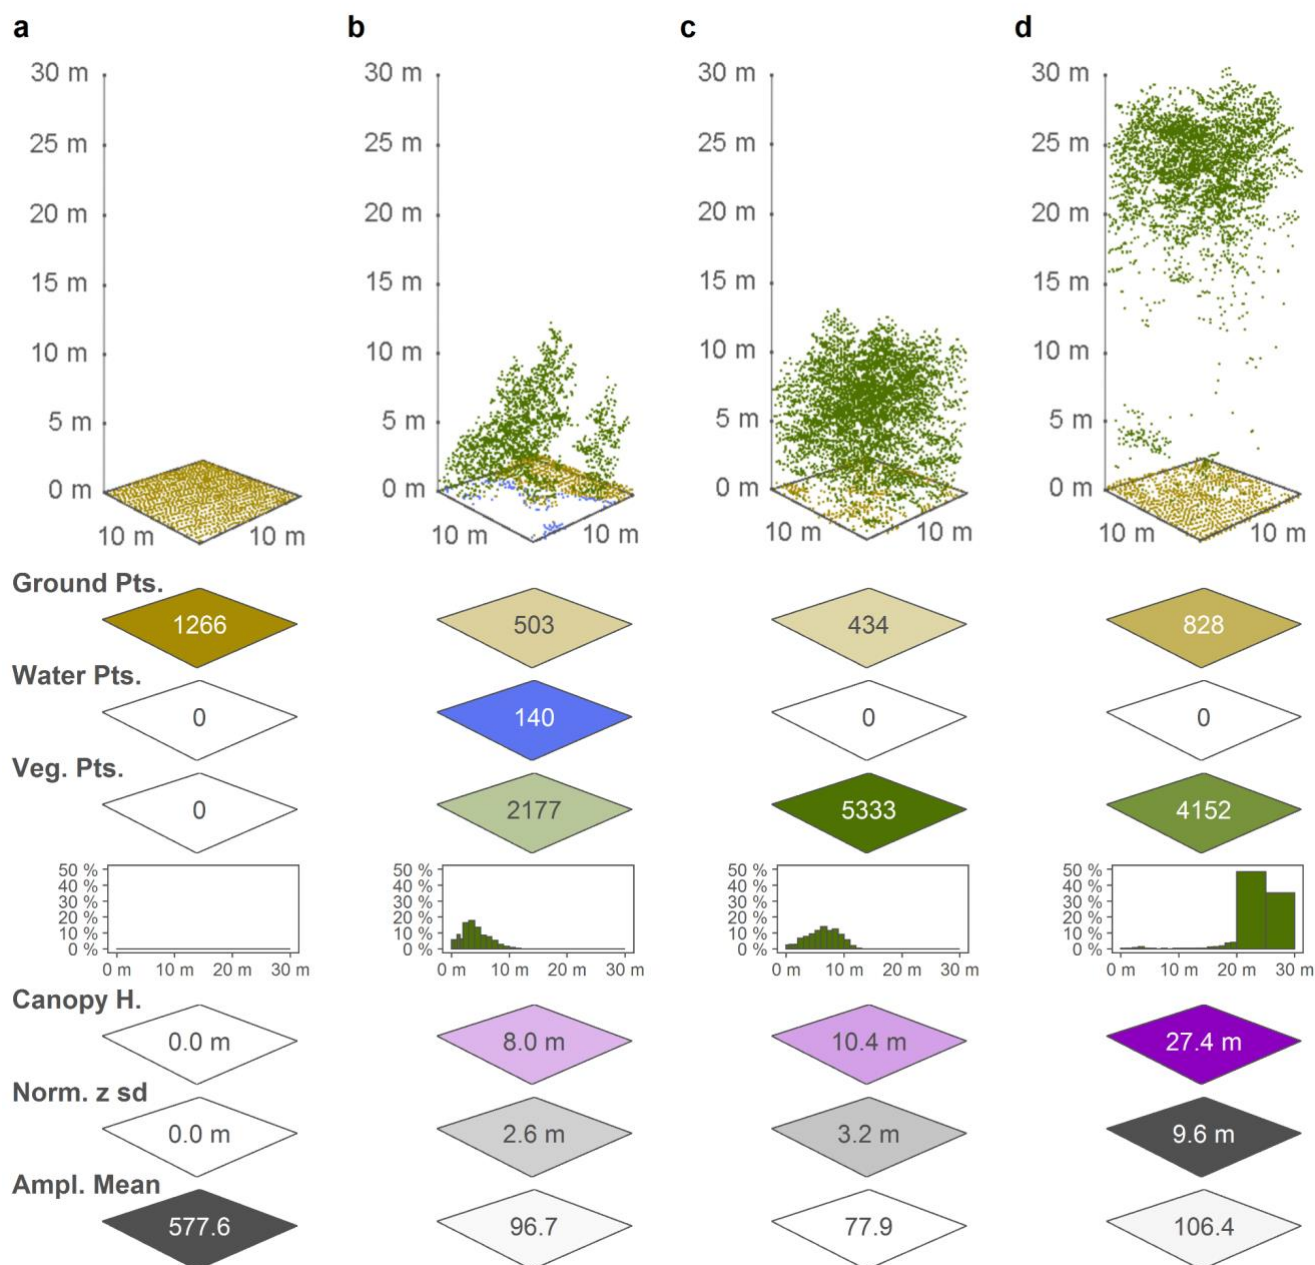 a b c d
30 m 30 m 30 m 30 m
25 m 25 m 25 m 25 m
20 m 20 m 20 m 20 m
15 m 15 m 15 m 15 m
10 m 10 m 10 m 10 m
5 m 5 m 5 m 5 m
0 m 0 m 0 m 0 m
10 m 10 m 10 m 10 m 10 m 10 m 10 m 10 m
Ground Pts.
1266 503 434 828
Water Pts.
0 140 0 0
Veg. Pts.
0 2177 5333 4152
50 % 50 % 50 % 50 %
40 % 40 % 40 % 40 %
30 % 30 % 30 % 30 %
20 % 20 % 20 % 20 %
10 % 10 % 10 % 10 %
0 % 0 % 0 % 0 %
0 m 10 m 20 m 30 m 0 m 10 m 20 m 30 m 0 m 10 m 20 m 30 m 0 m 10 m 20 m 30 m
Canopy H.
0.0 m 8.0 m 10.4 m 27.4 m
Norm. z sd
0.0 m 2.6 m 3.2 m 9.6 m
Ampl. Mean
577.6 96.7 77.9 106.4